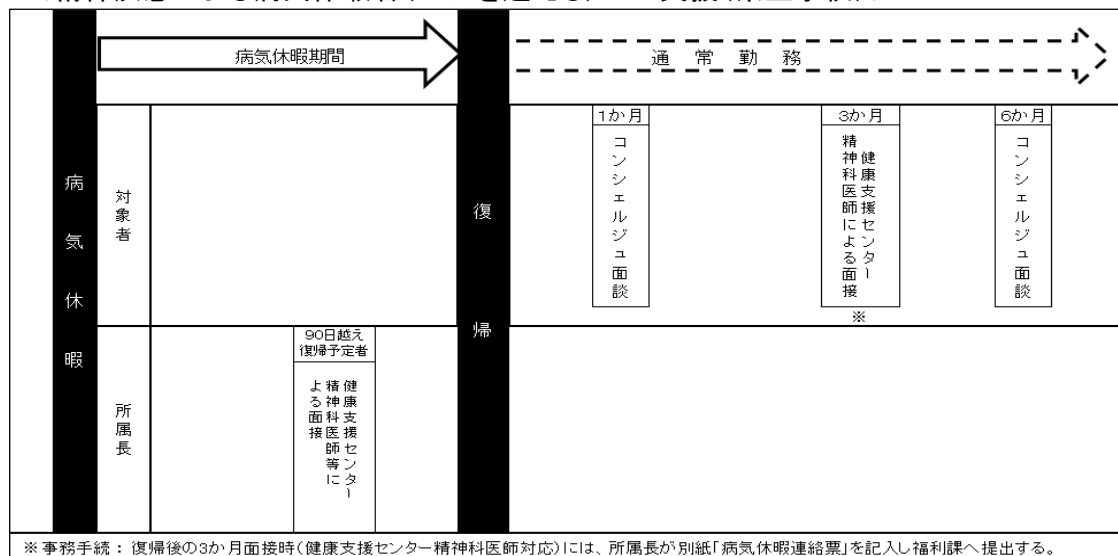 病気休暇期間
通常勤務
病気休暇
復帰
対象者
1か月
コンシェルジュ面談
3か月
健康支援センター
精神科医師による面接
※
6か月
コンシェルジュ面談
所属長
90日越え
復帰予定者
健康支援センター
精神科医師等に
よる面接
※事務手続：復帰後の3か月面接時(健康支援センター精神科医師対応)には、所属長が別紙「病気休暇連絡票」を記入し福利課へ提出する。